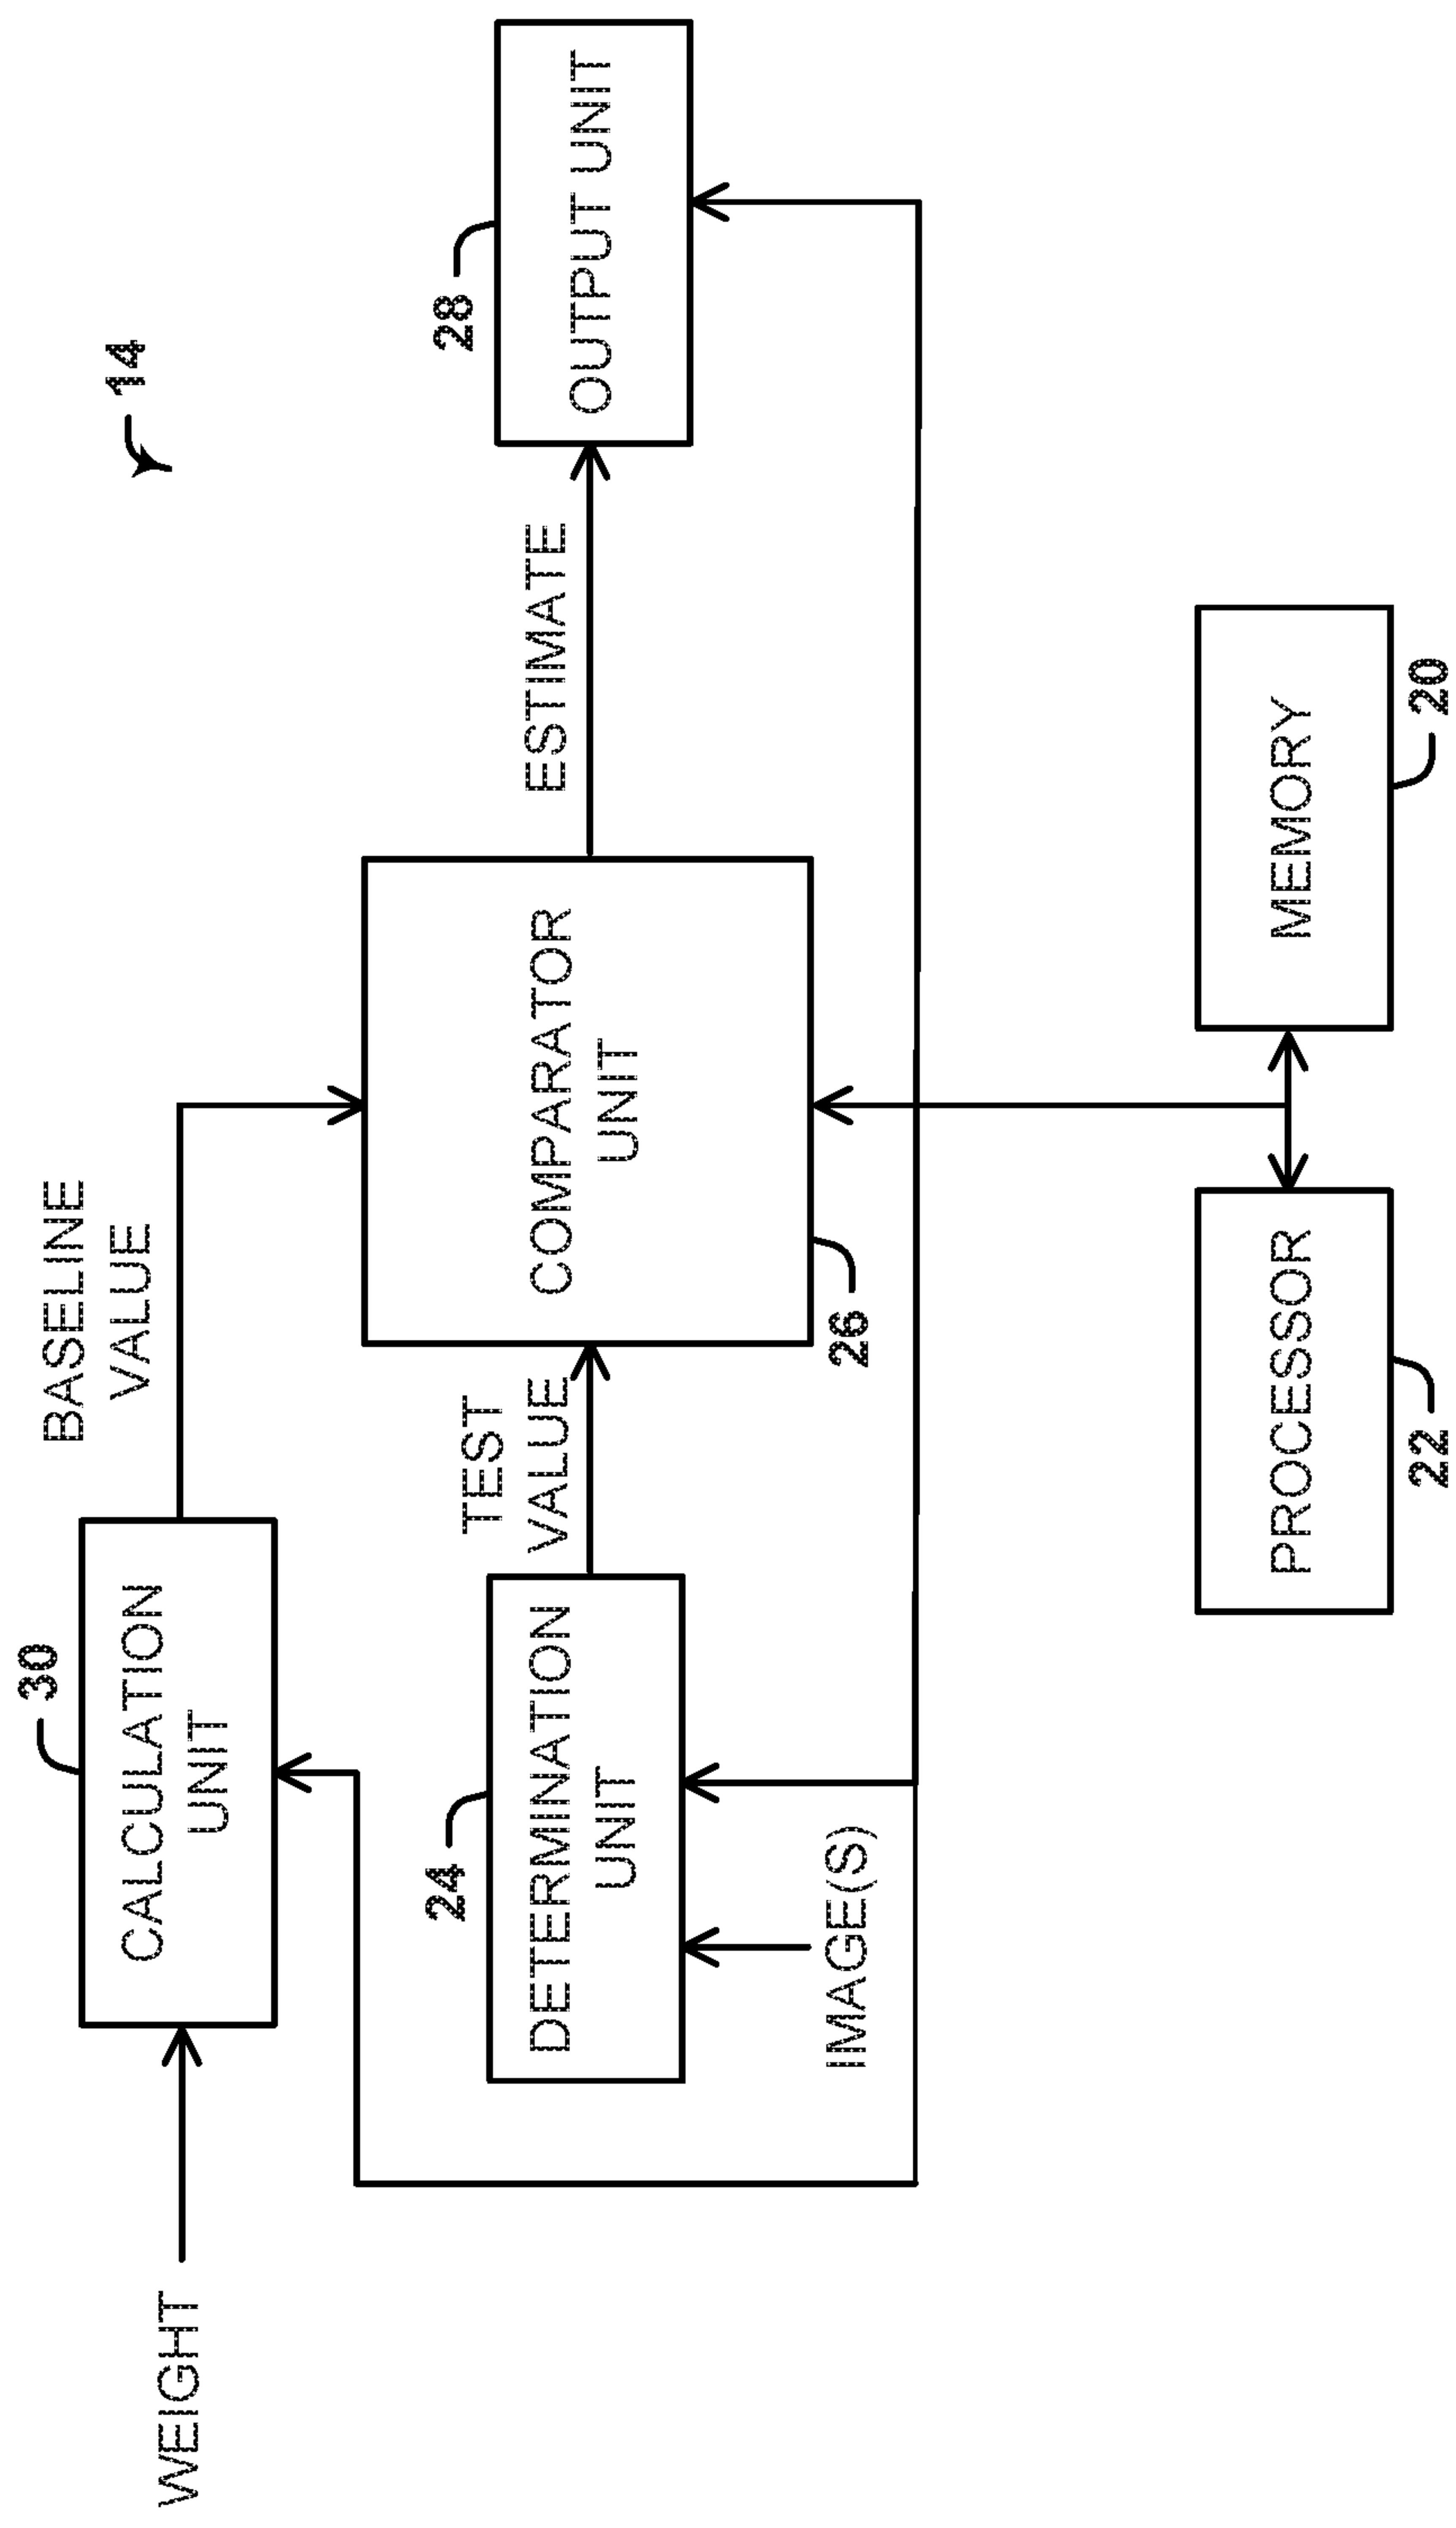 14
WEIGHT
30
CALCULATION
UNIT
BASELINE
VALUE
24
DETERMINATION
UNIT
IMAGE(S)
TEST
VALUE
COMPARATOR
UNIT
26
ESTIMATE
28
OUTPUT UNIT
PROCESSOR
22
MEMORY
20